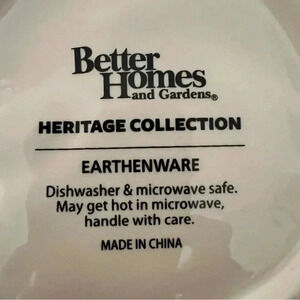 Better
Homes
and Gardens®
HERITAGE COLLECTION
EARTHENWARE
Dishwasher & microwave safe.
May get hot in microwave,
handle with care.
MADE IN CHINA